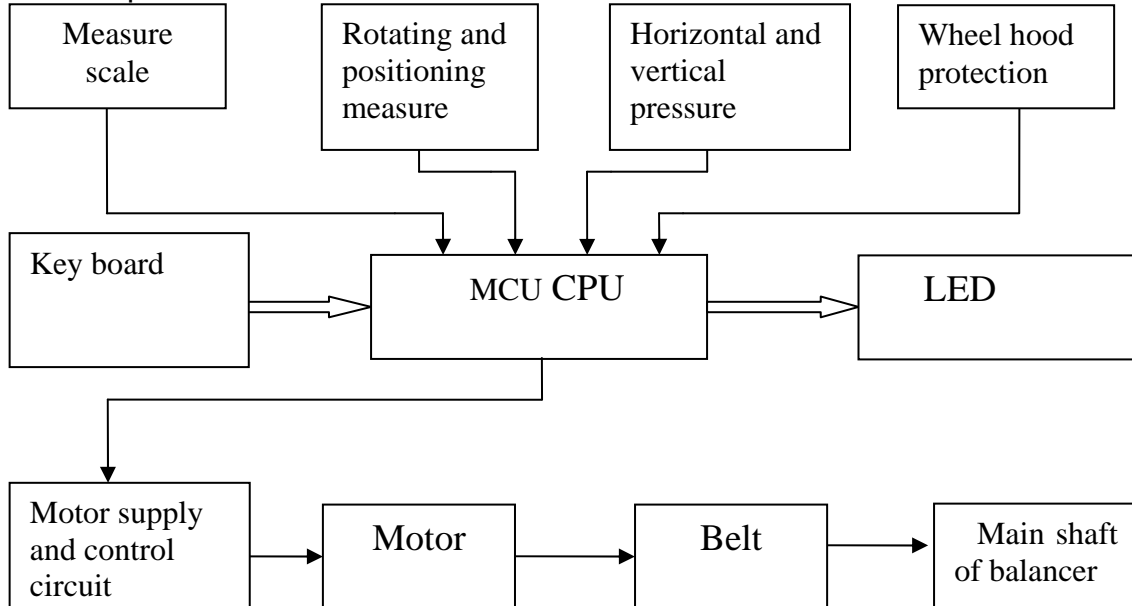 Measure
scale
Rotating and
positioning
measure
Horizontal and
vertical
pressure
Wheel hood
protection
Key board
MCU CPU
LED
Motor supply
and control
circuit
Motor
Belt
Main shaft
of balancer